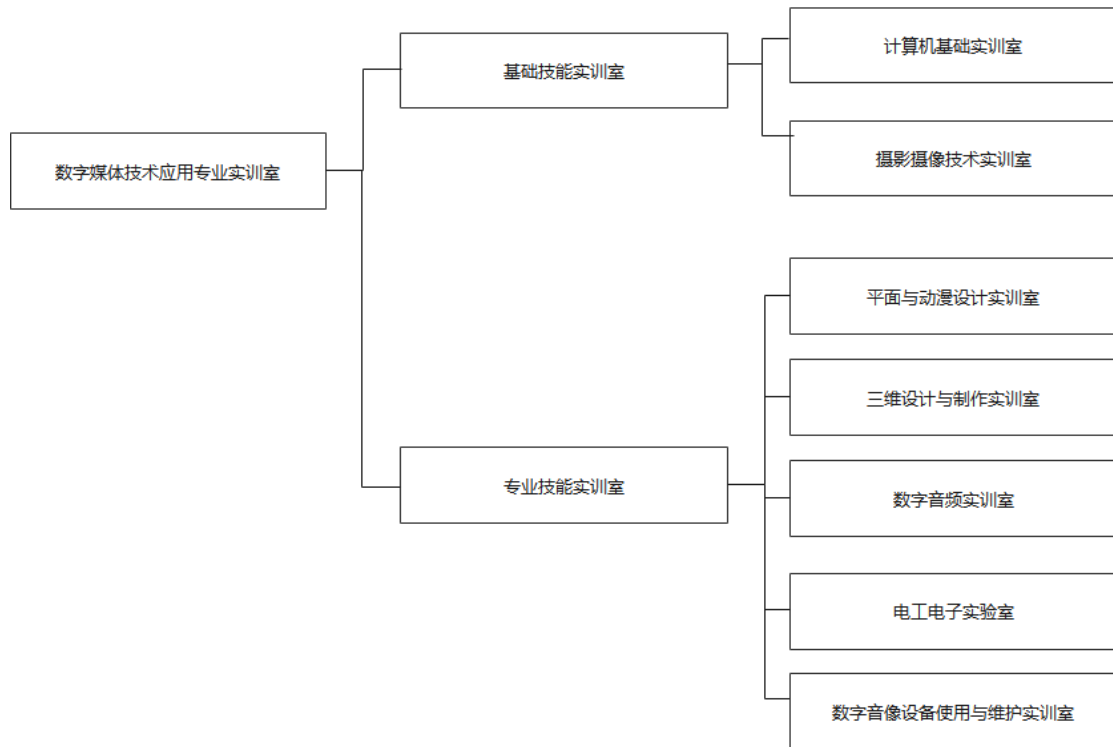 数字媒体技术应用专业实训室
基础技能实训室
计算机基础实训室
摄影摄像技术实训室
专业技能实训室
平面与动漫设计实训室
三维设计与制作实训室
数字音频实训室
电工电子实验室
数字音像设备使用与维护实训室